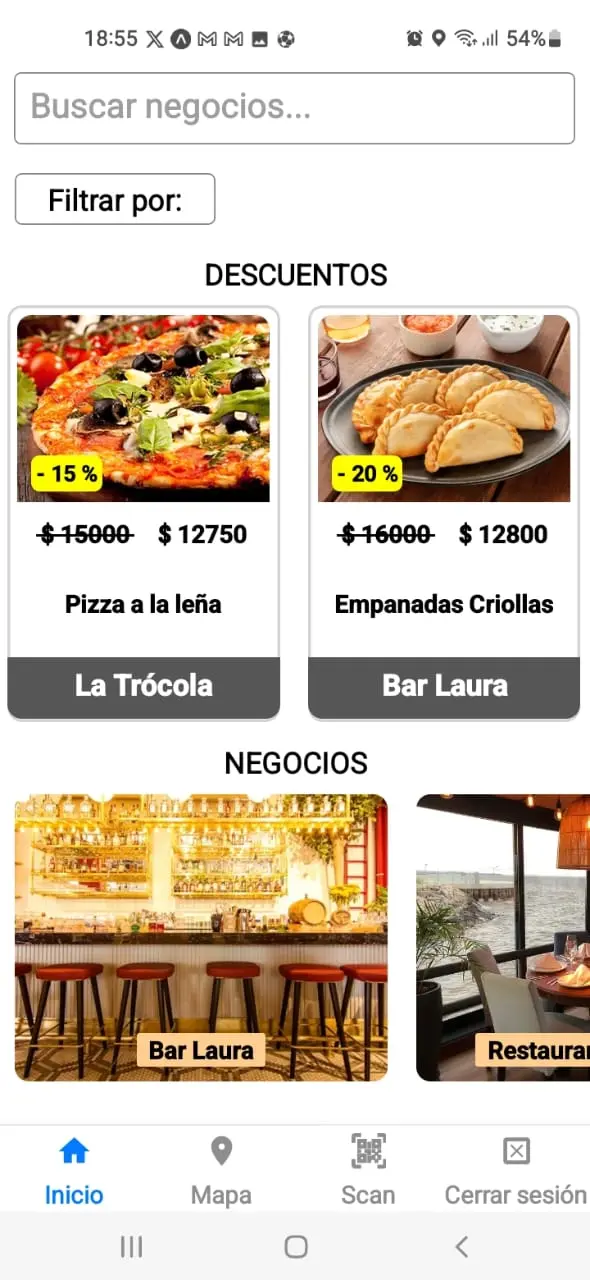 18:55 54%
Buscar negocios...
Filtrar por:
DESCUENTOS
- 15 %
- 20 %
$ 15000 $ 12750
$ 16000 $ 12800
Pizza a la leña
Empanadas Criollas
La Trócola
Bar Laura
NEGOCIOS
Bar Laura
Restaurar
Inicio
Mapa
Scan
Cerrar sesión